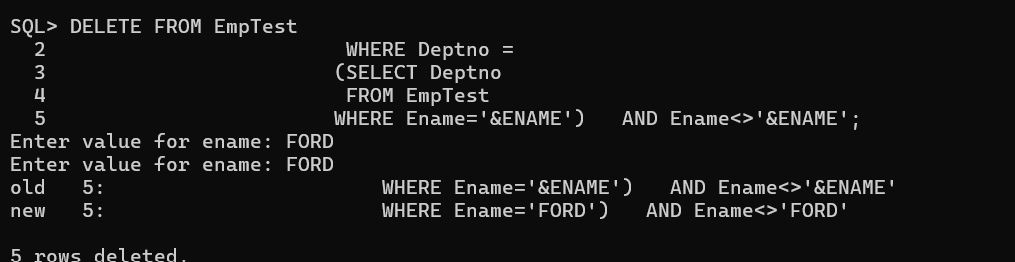 SQL> DELETE FROM EmpTest
2 WHERE Deptno =
3 (SELECT Deptno
4 FROM EmpTest
5 WHERE Ename='&ENAME') AND Ename<>'&ENAME';
Enter value for ename: FORD
Enter value for ename: FORD
old 5: WHERE Ename='&ENAME') AND Ename<>'&ENAME'
new 5: WHERE Ename='FORD') AND Ename<>'FORD'
5 rows deleted.